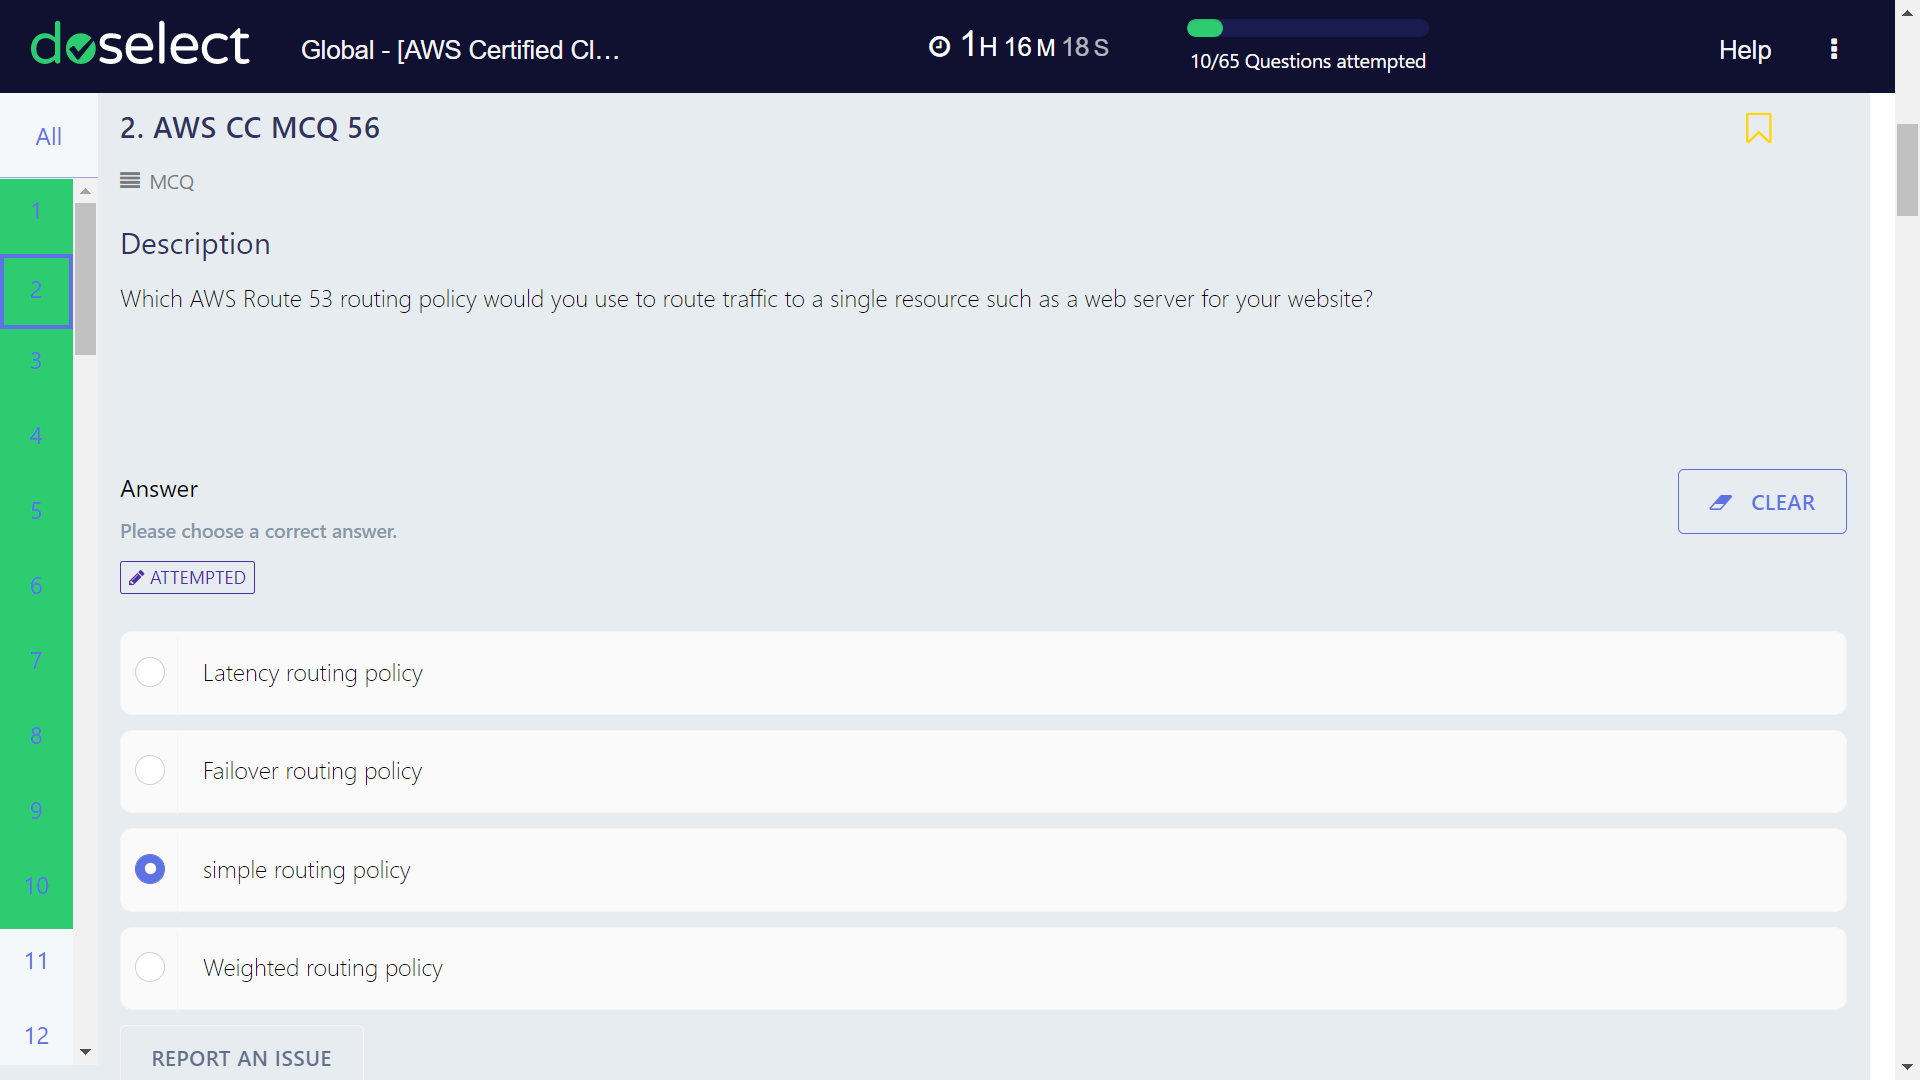 doselect
Global - [AWS Certified Cl...
1H 16M 18S
10/65 Questions attempted
Help
All
1
2
3
4
5
6
7
8
9
10
11
12
2. AWS CC MCQ 56
MCQ
Description
Which AWS Route 53 routing policy would you use to route traffic to a single resource such as a web server for your website?
Answer
Please choose a correct answer.
CLEAR
ATTEMPTED
Latency routing policy
Failover routing policy
simple routing policy
Weighted routing policy
REPORT AN ISSUE